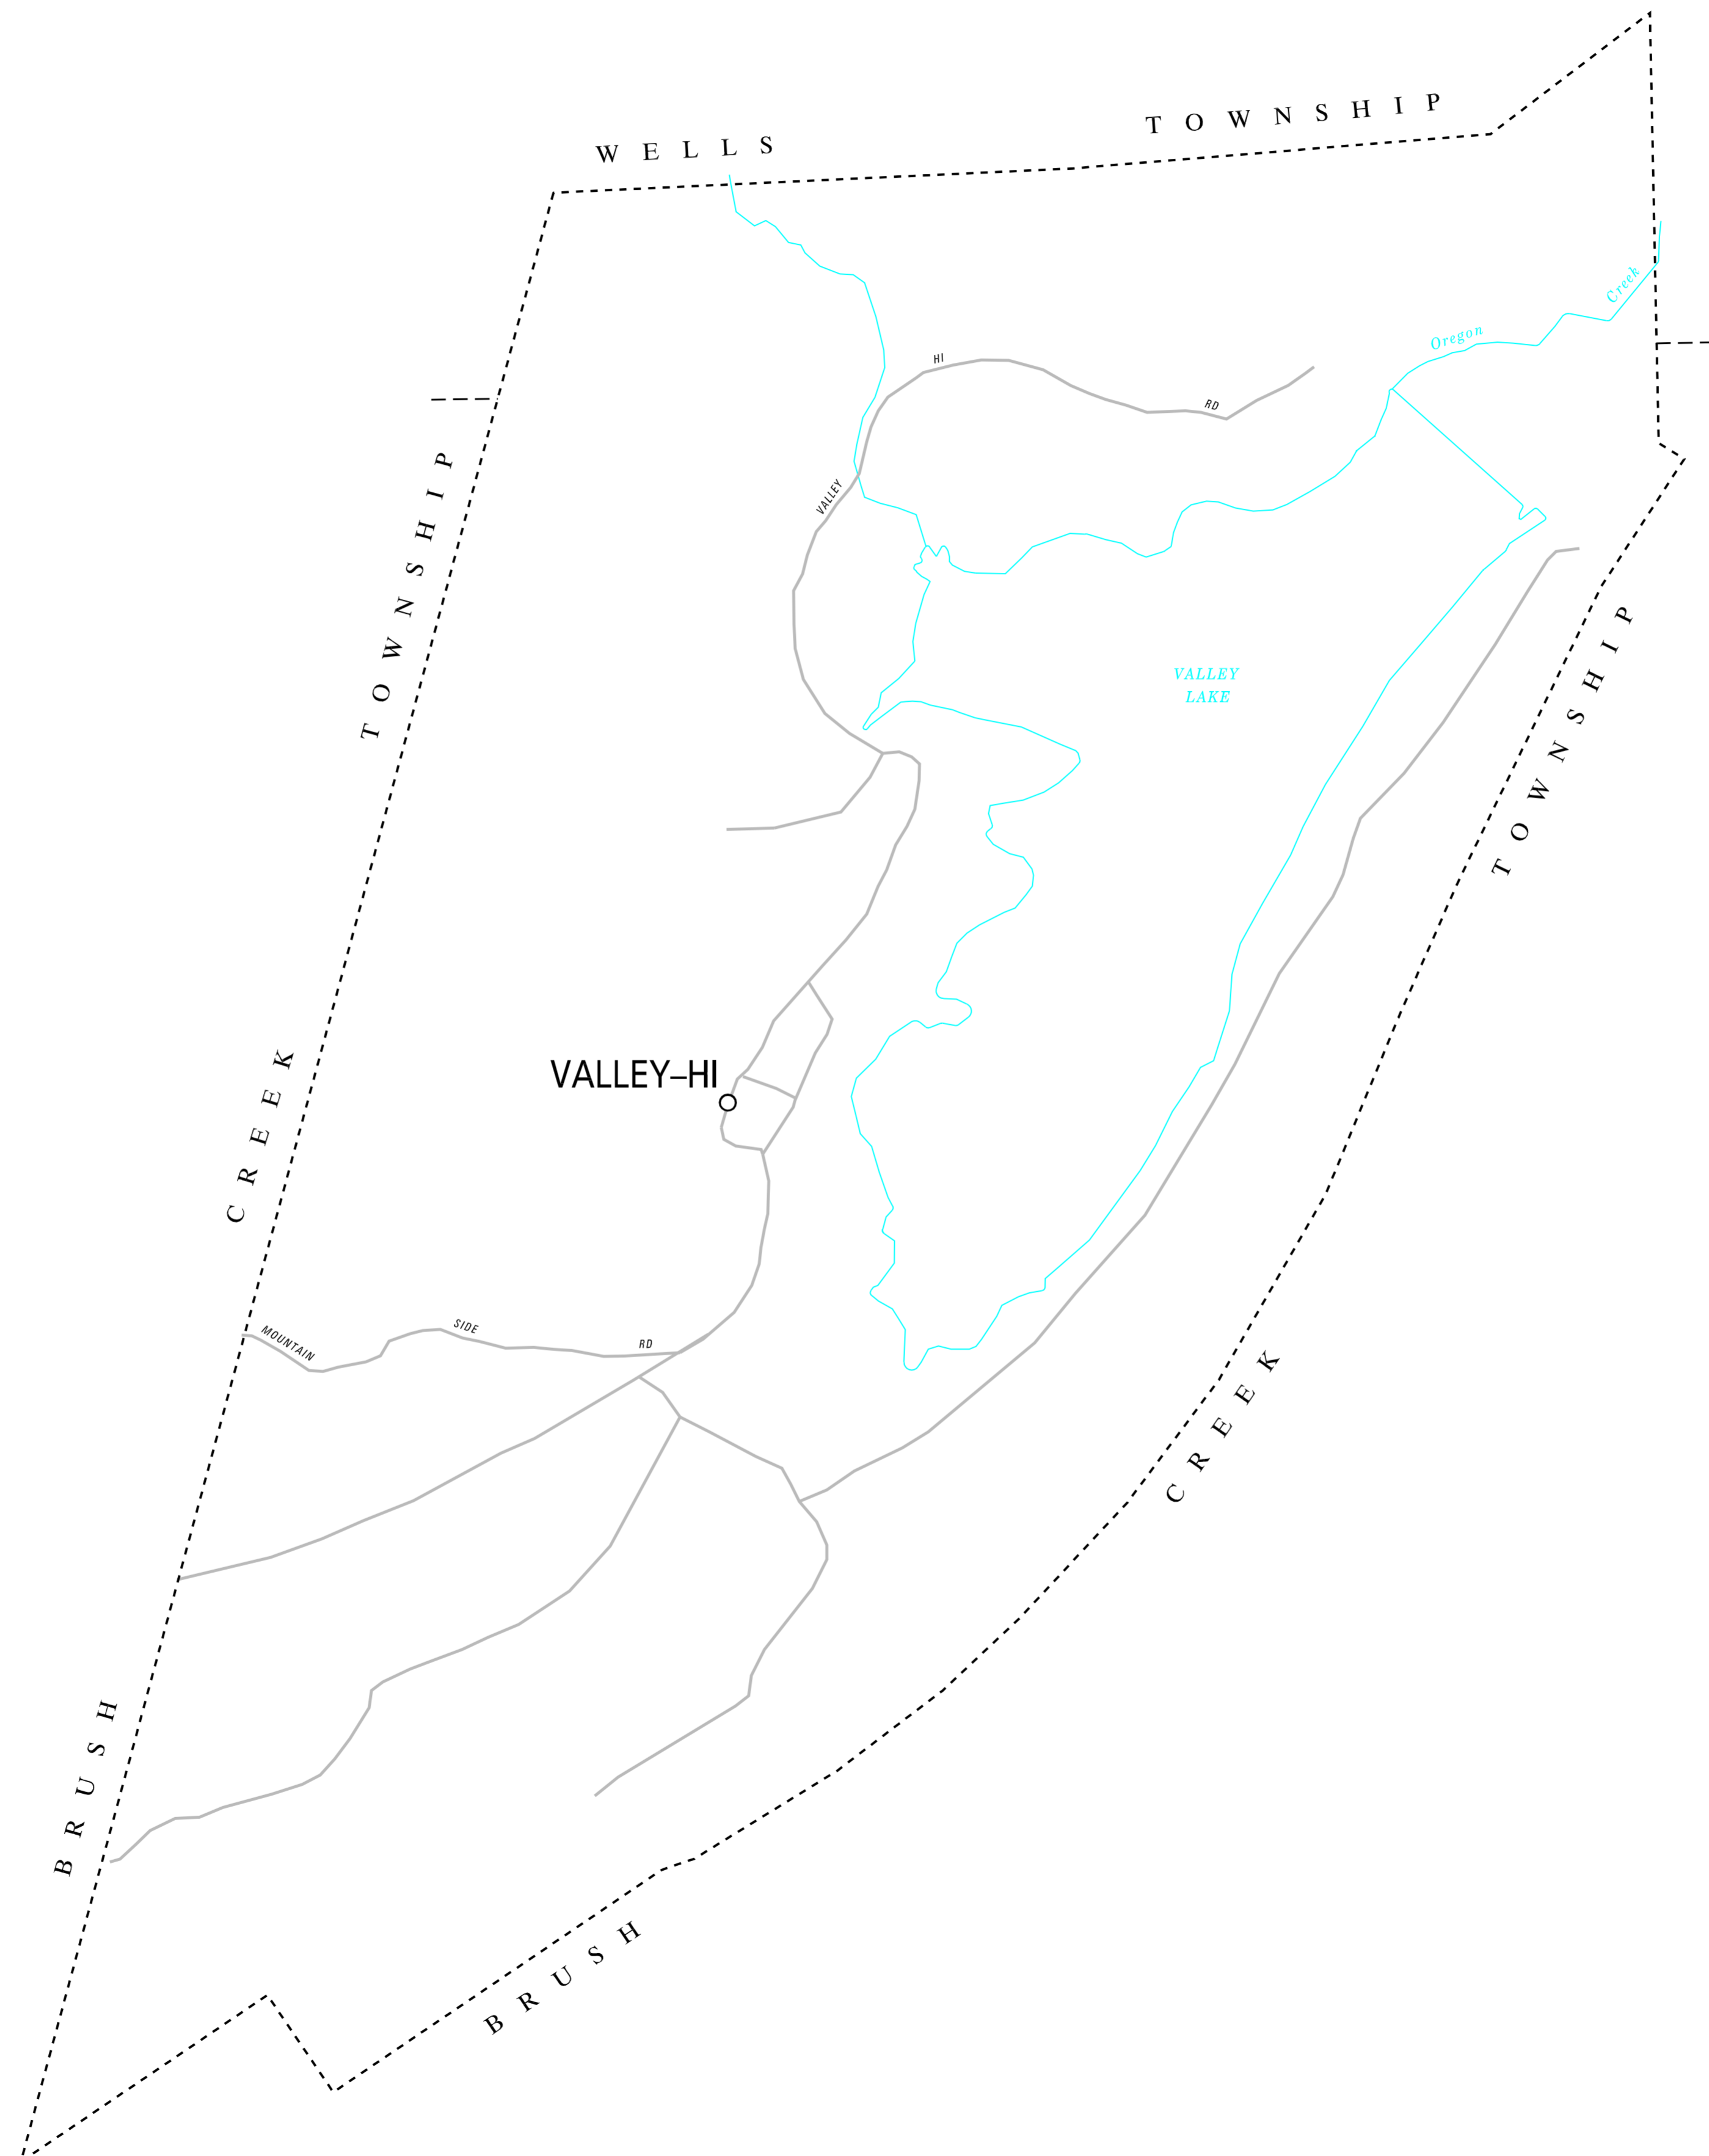 WELLS TOWNSHIP
Oregon Creek
VALLEY HI RD
VALLEY
LAKE
BRUSH CREEK TOWNSHIP
VALLEY–HI
MOUNTAIN SIDE RD
BRUSH CREEK TOWNSHIP